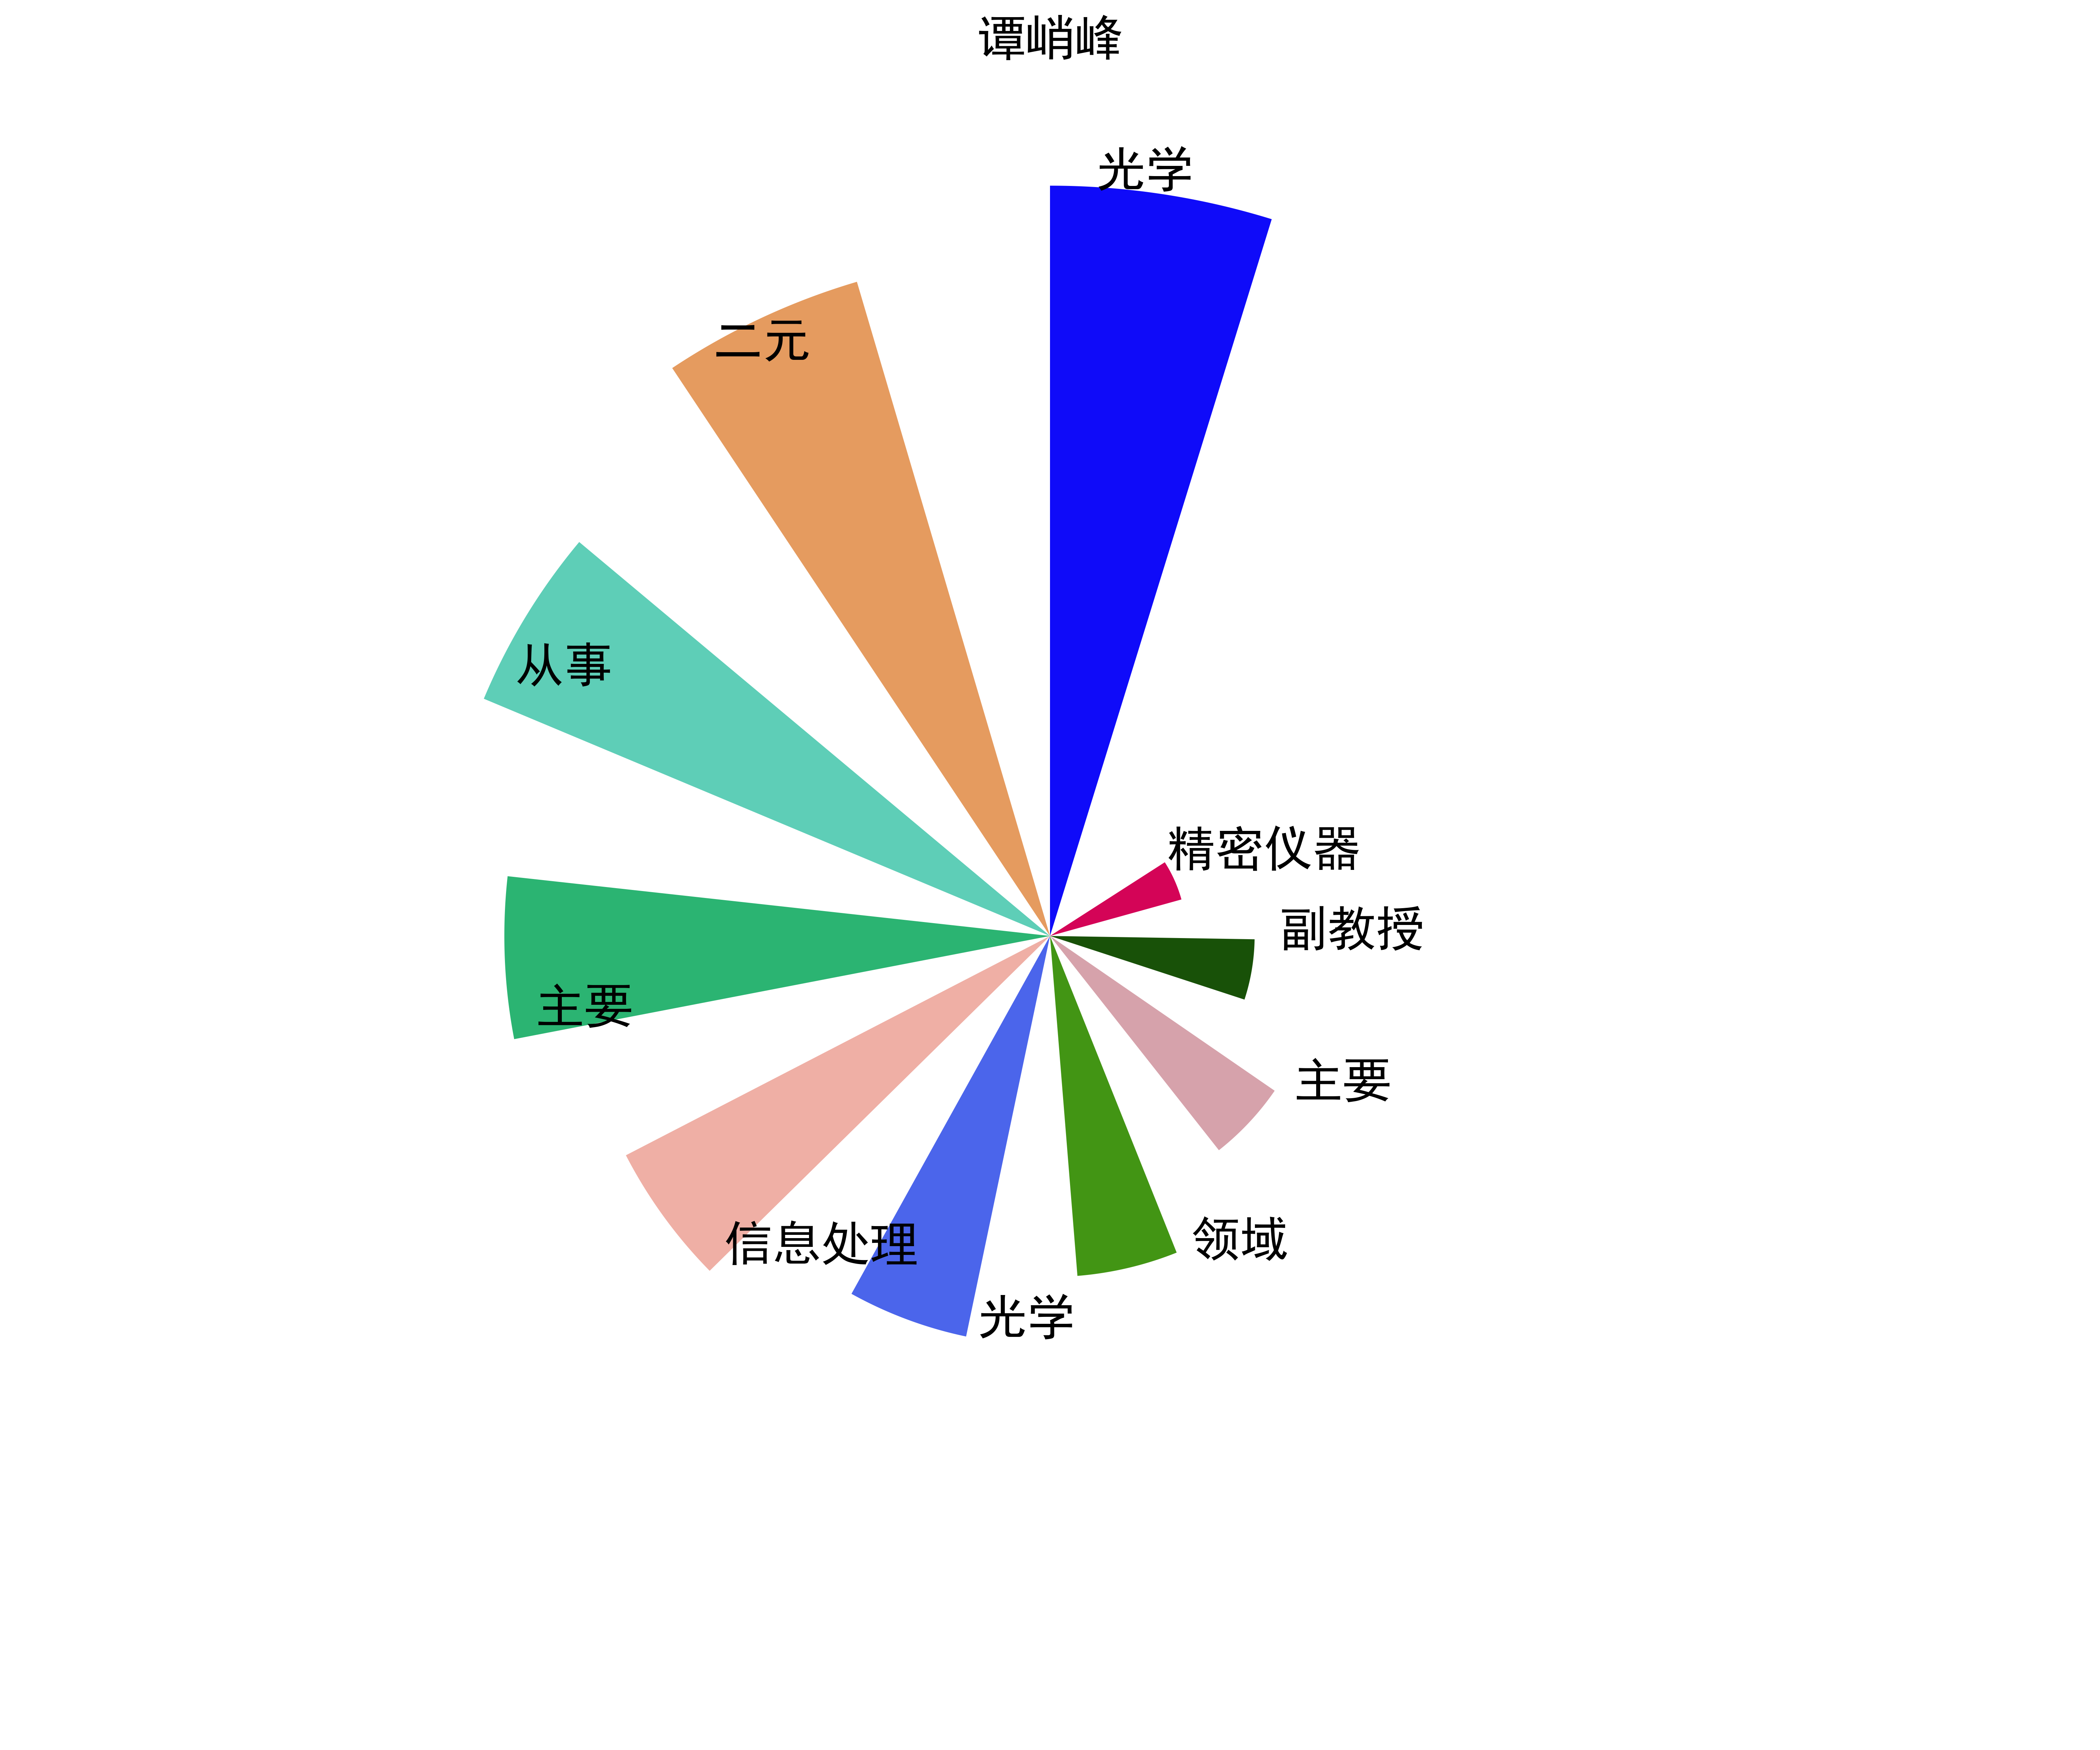 谭峭峰
光学
二元
从事
精密仪器
副教授
主要
主要
领域
信息处理
光学